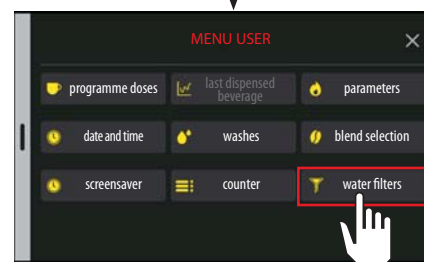 MENU USER
programme doses
last dispensed
beverage
parameters
date and time
washes
blend selection
screensaver
counter
water filters